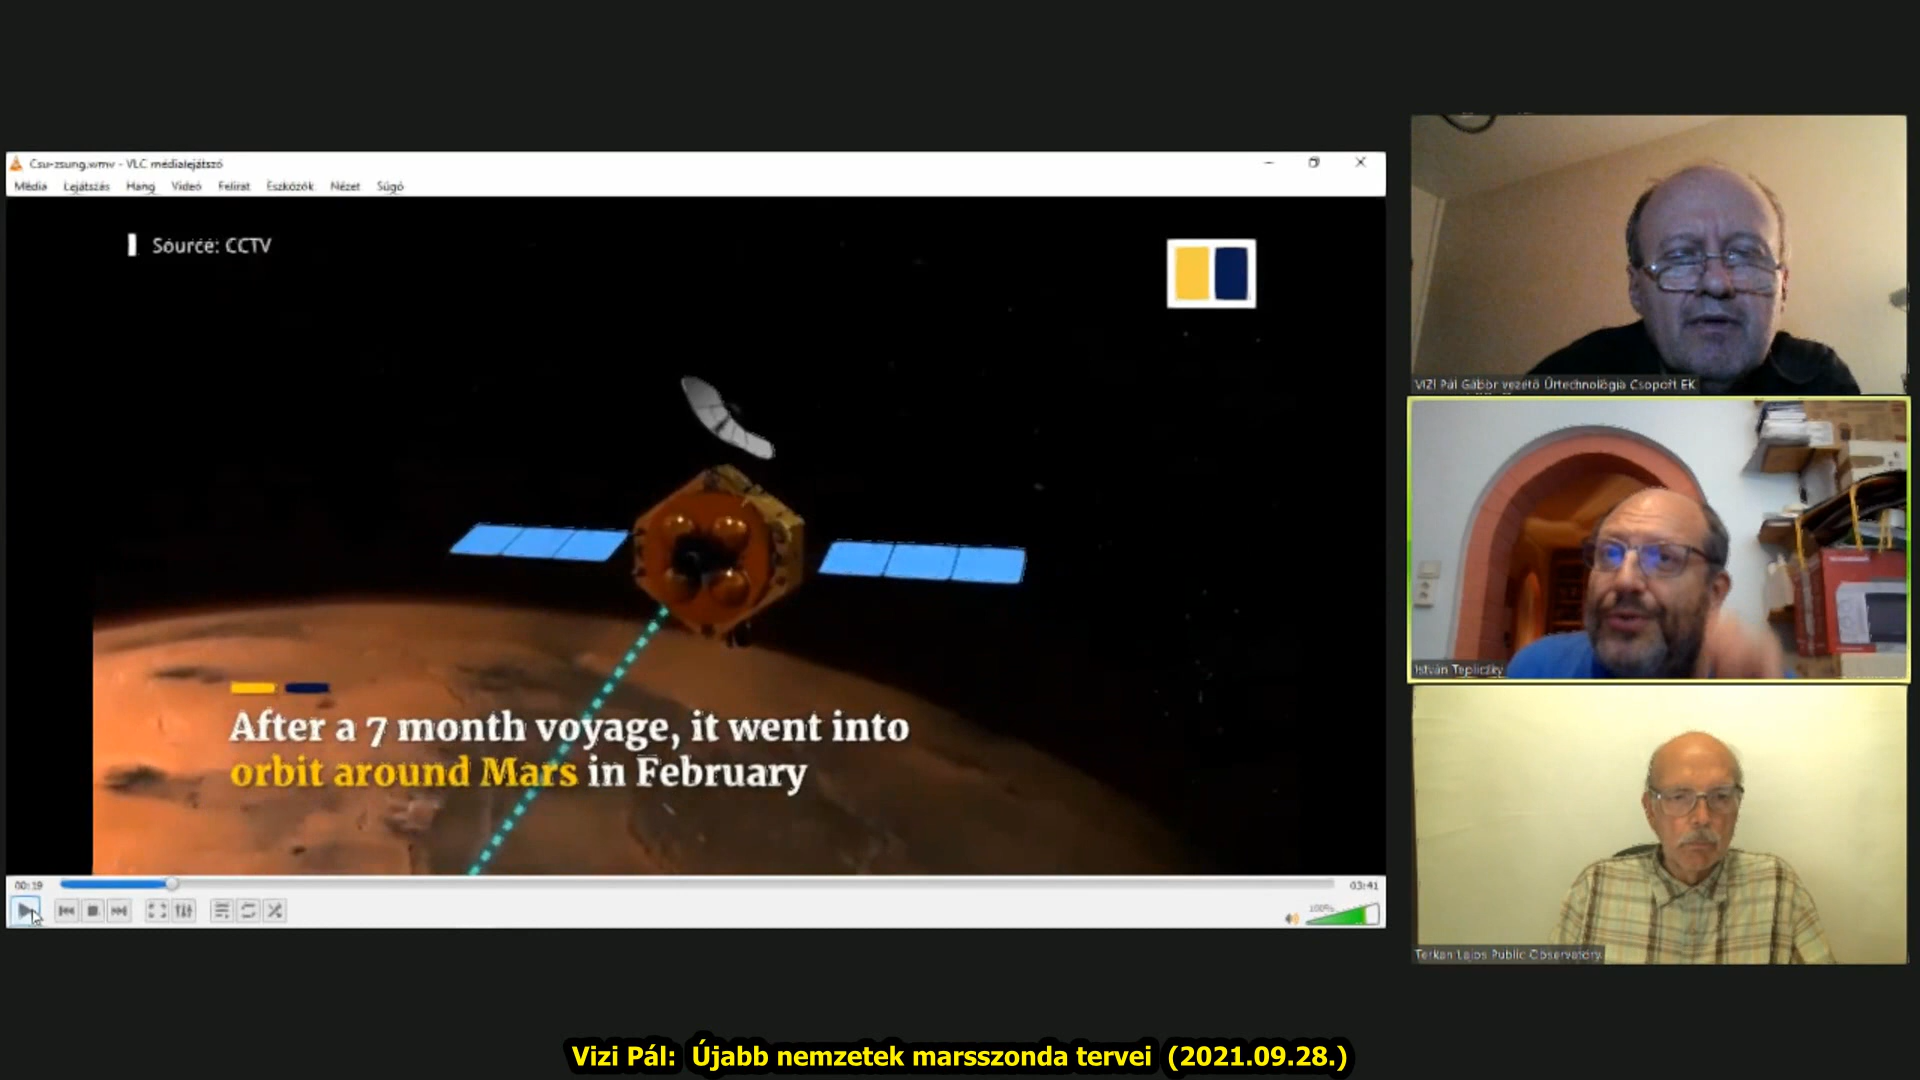 Csu-zsung.wmv - VLC médialejátszó
Média Lejátszás Hang Videó Felirat Eszközök Nézet Súgó
Source: CCTV
After a 7 month voyage, it went into
orbit around Mars in February
00:19
03:41
100%
VIZI Pál Gábor vezető Űrtechnológia Csoport EK
István Tepliczky
Terkán Lajos Public Observatory
Vizi Pál: Újabb nemzetek marsszonda tervei (2021.09.28.)